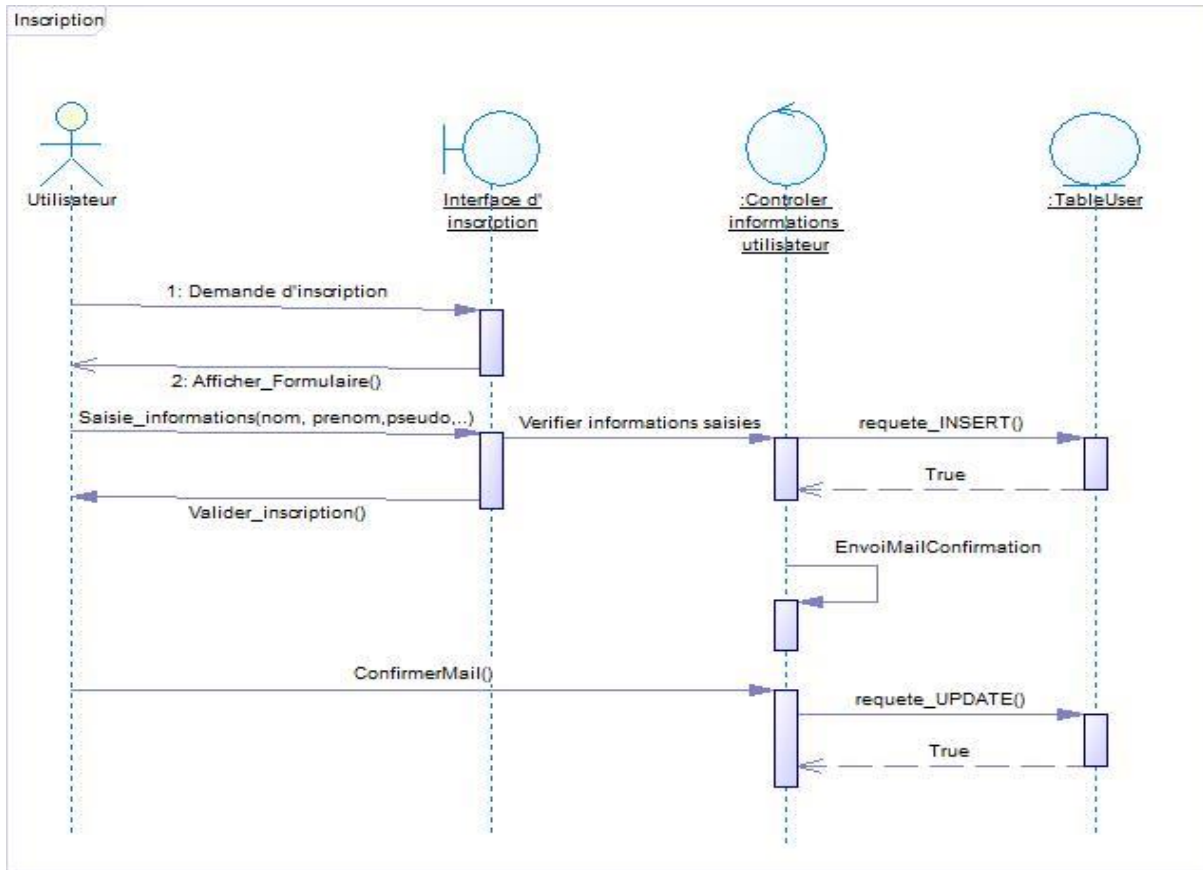 Inscription
Utilisateur
Interface d'
inscription
:Controler
informations
utilisateur
:TableUser
1: Demande d'inscription
2: Afficher_Formulaire()
Saisie_informations(nom, prenom,pseudo,..)
Verifier informations saisies
requete_INSERT()
True
Valider_inscription()
EnvoiMailConfirmation
ConfirmerMail()
requete_UPDATE()
True